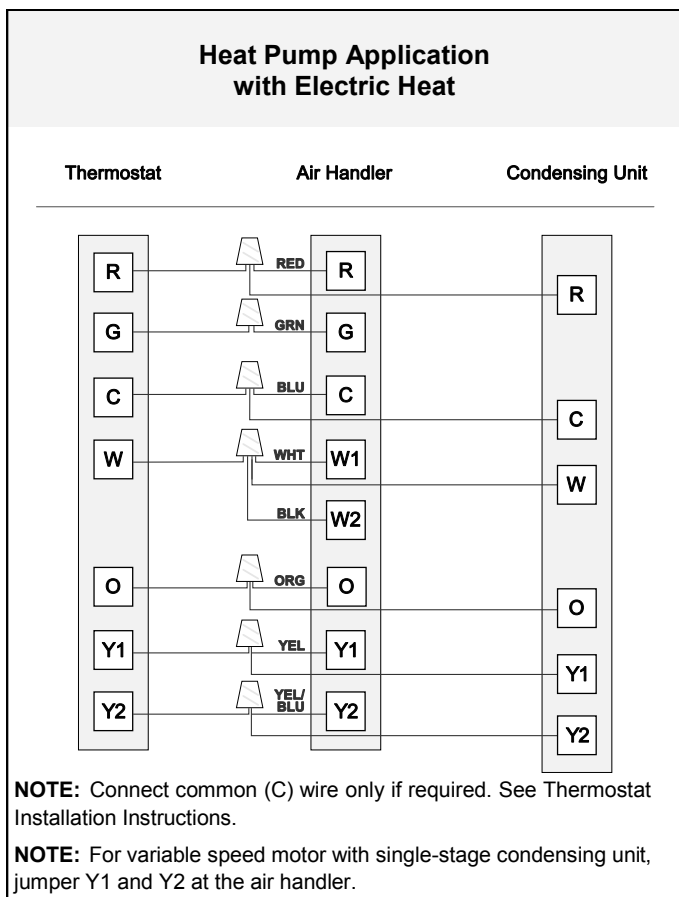 Heat Pump Application
with Electric Heat
Thermostat Air Handler Condensing Unit
R RED R
R
G GRN G
C BLU C
C
W WHT W1
W
BLK W2
O ORG O
O
Y1 YEL Y1
Y1
Y2 YEL/
BLU Y2
Y2
NOTE: Connect common (C) wire only if required. See Thermostat
Installation Instructions.
NOTE: For variable speed motor with single-stage condensing unit,
jumper Y1 and Y2 at the air handler.